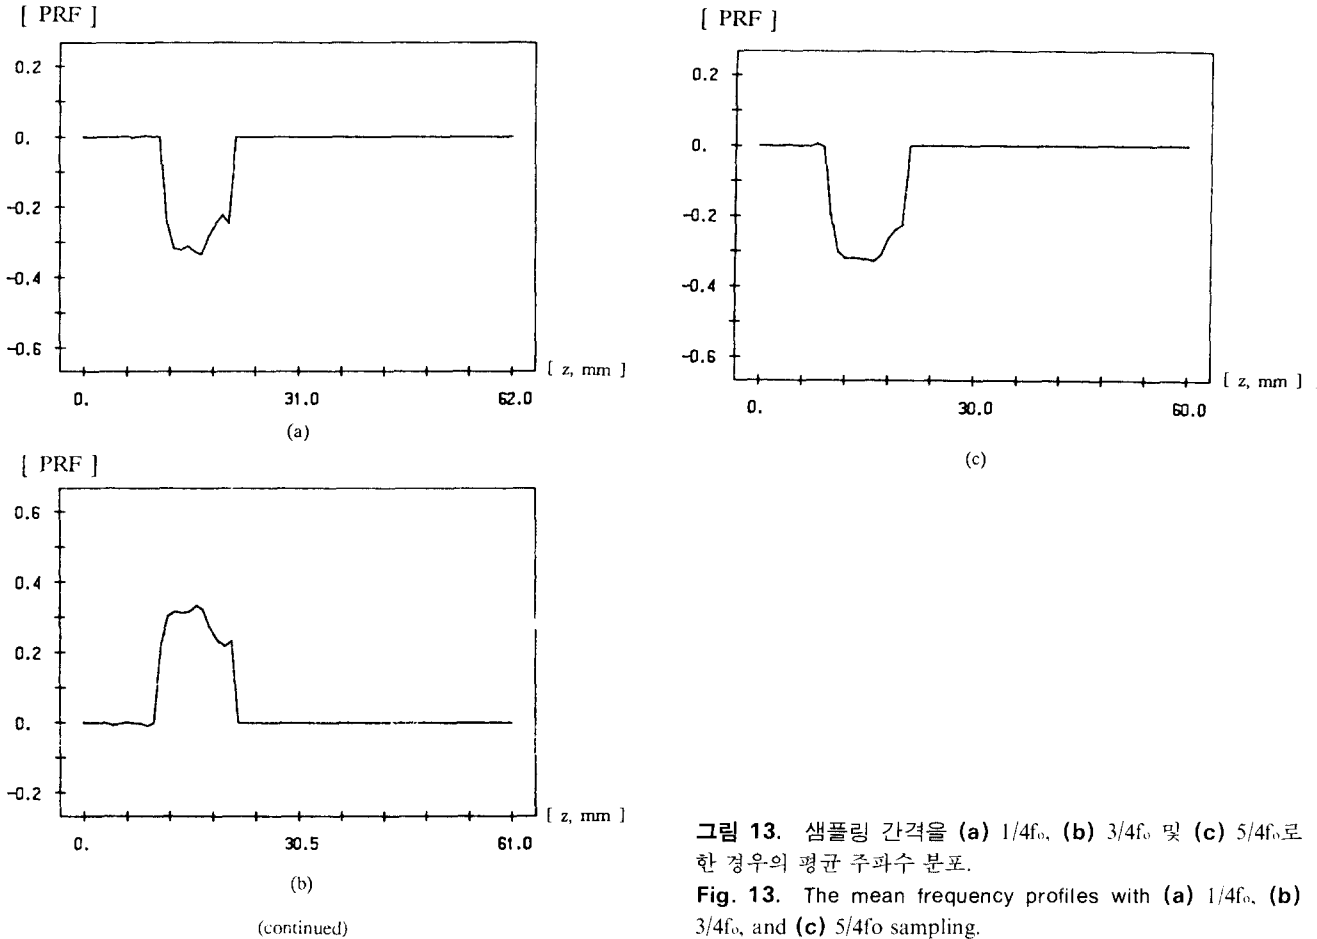 [ PRF ]
0.2
0.
-0.2
-0.4
-0.6
[ z, mm ]
0. 31.0 62.0
(a)
[ PRF ]
0.6
0.4
0.2
0.
-0.2
[ z, mm ]
0. 30.5 61.0
(b)
(continued)
[ PRF ]
0.2
0.
-0.2
-0.4
-0.6
[ z, mm ]
0. 30.0 60.0
(c)
그림 13. 샘플링 간격을 (a) 1/4f₀, (b) 3/4f₀ 및 (c) 5/4f₀로
한 경우의 평균 주파수 분포.
Fig. 13. The mean frequency profiles with (a) 1/4f₀, (b)
3/4f₀, and (c) 5/4fo sampling.